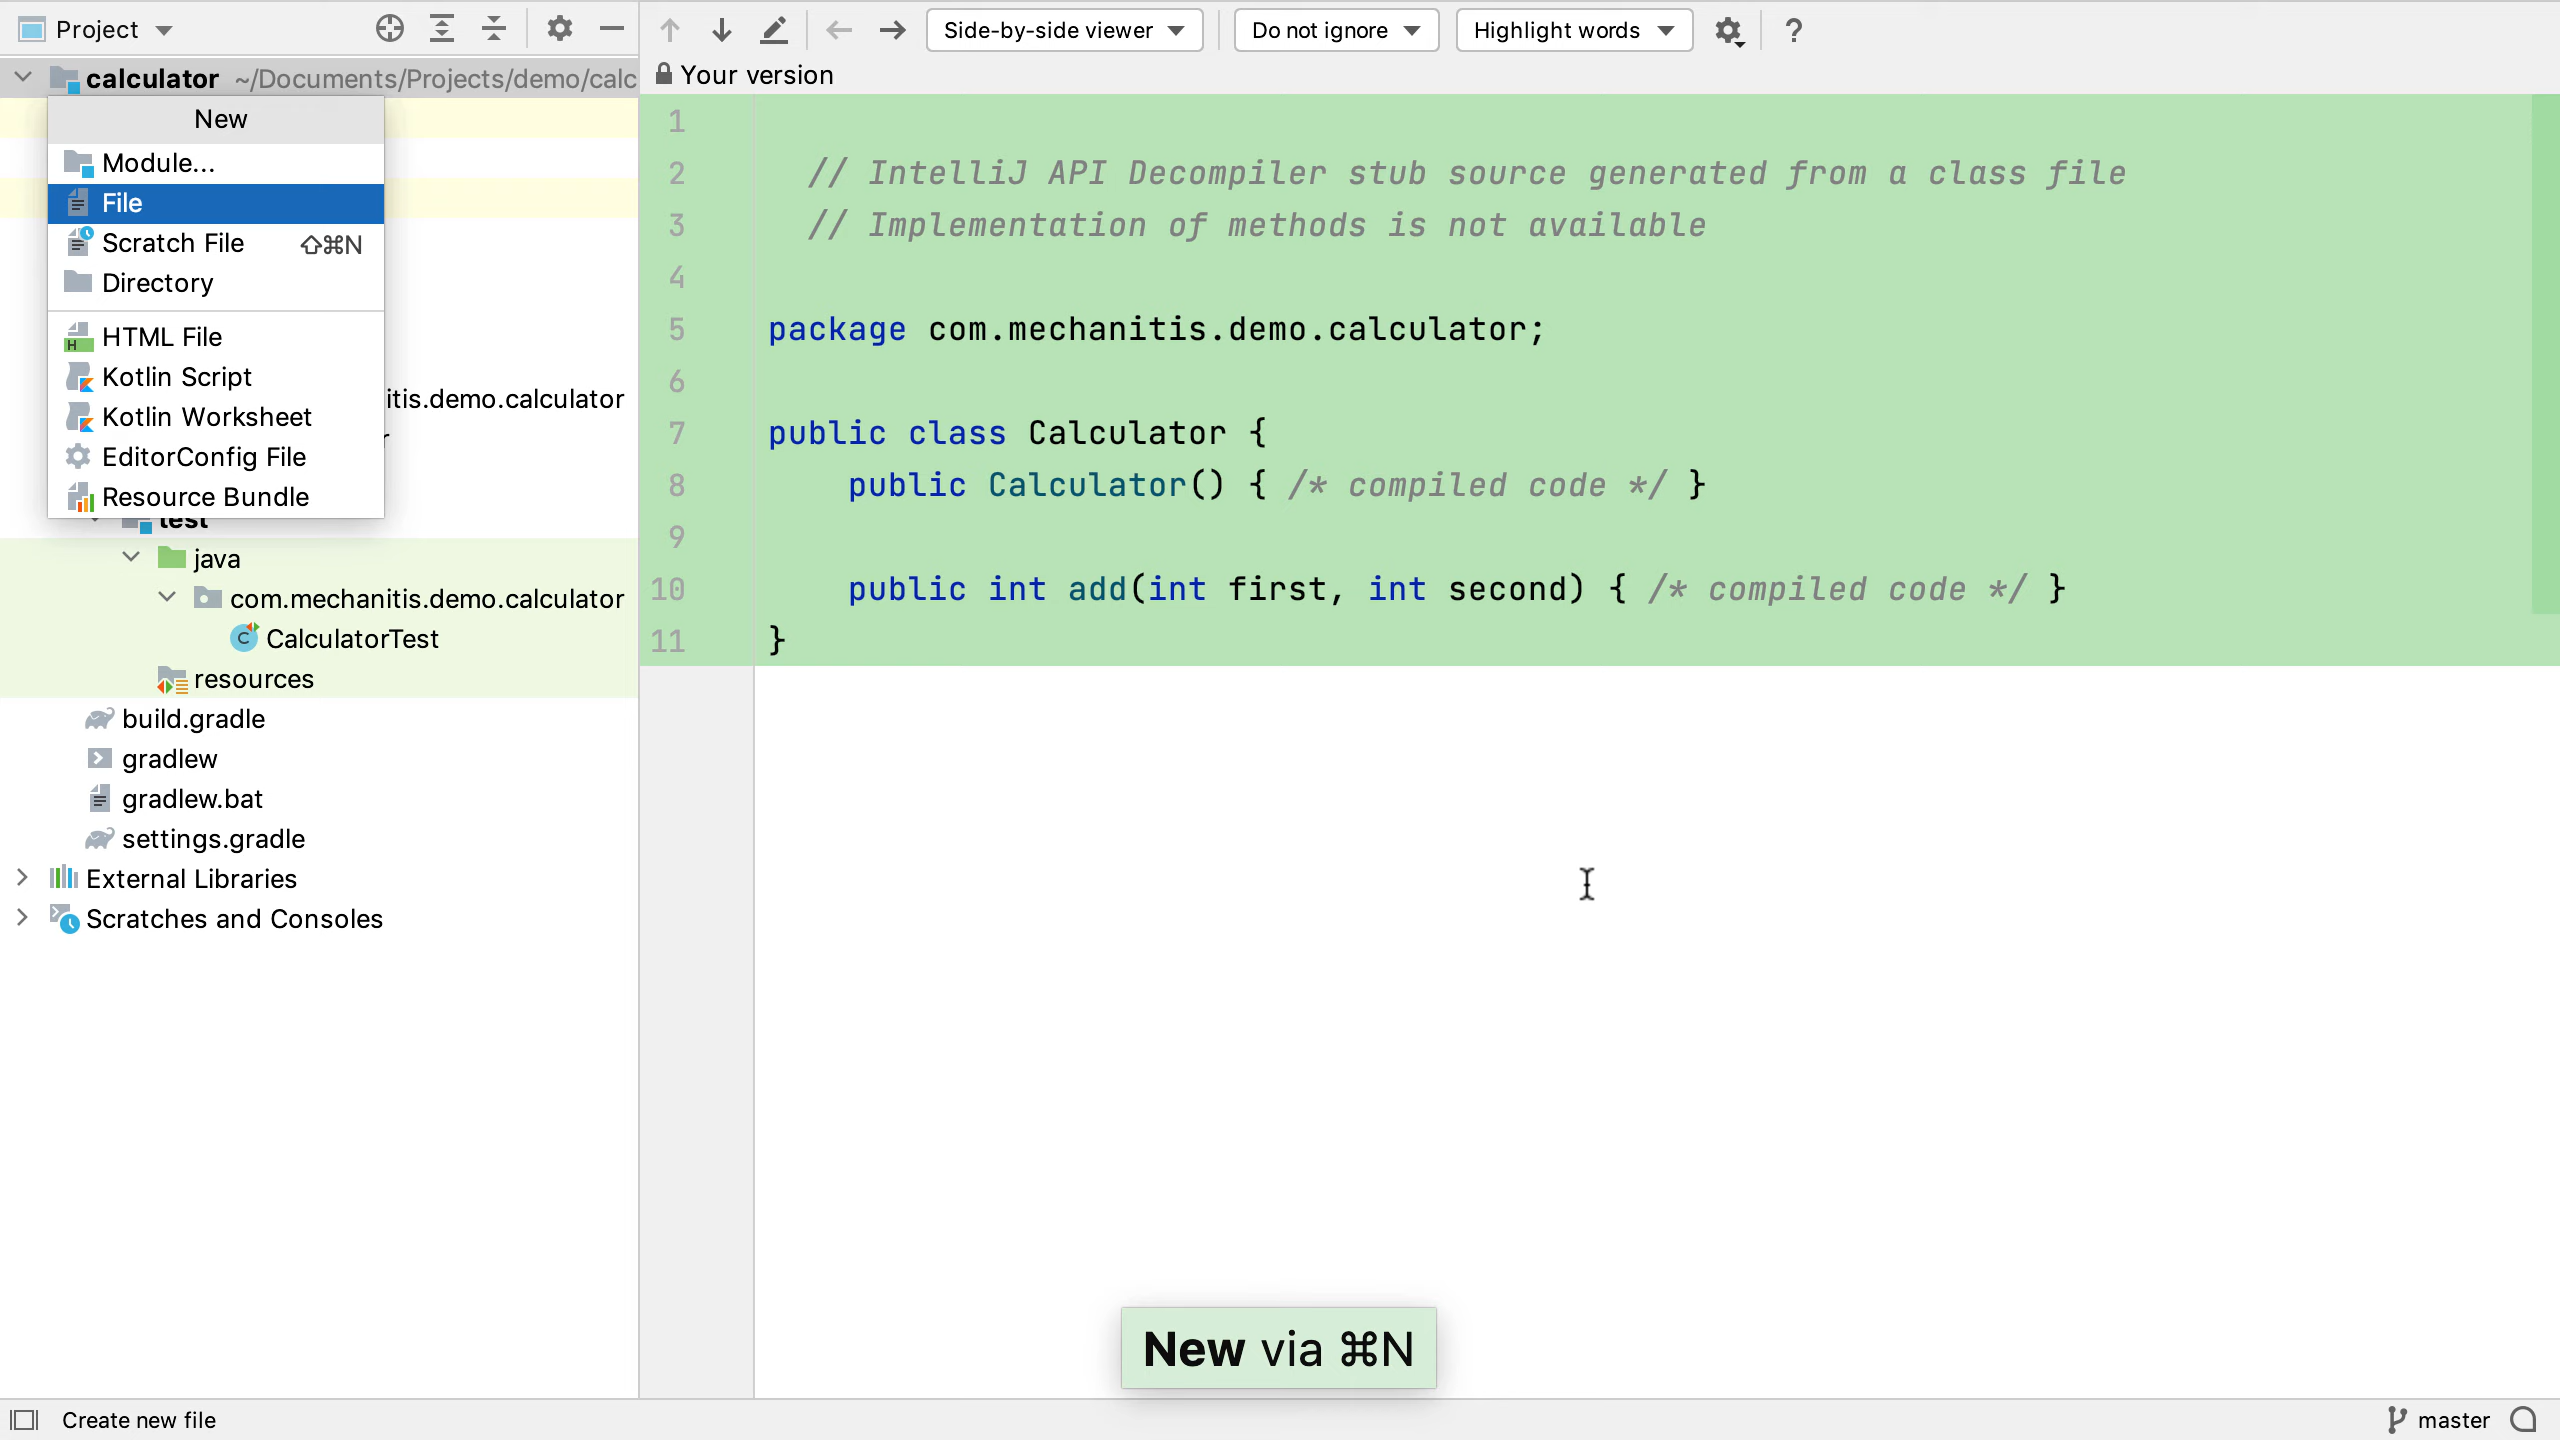 Project
calculator ~/Documents/Projects/demo/calc
New
Module...
File
Scratch File ⇧⌘N
Directory
HTML File
Kotlin Script
Kotlin Worksheet
EditorConfig File
Resource Bundle
itis.demo.calculator
r
test
java
com.mechanitis.demo.calculator
CalculatorTest
resources
build.gradle
gradlew
gradlew.bat
settings.gradle
External Libraries
Scratches and Consoles
Side-by-side viewer
Do not ignore
Highlight words
?
Your version
1
2 // IntelliJ API Decompiler stub source generated from a class file
3 // Implementation of methods is not available
4
5 package com.mechanitis.demo.calculator;
6
7 public class Calculator {
8 public Calculator() { /* compiled code */ }
9
10 public int add(int first, int second) { /* compiled code */ }
11 }
New via ⌘N
Create new file
master